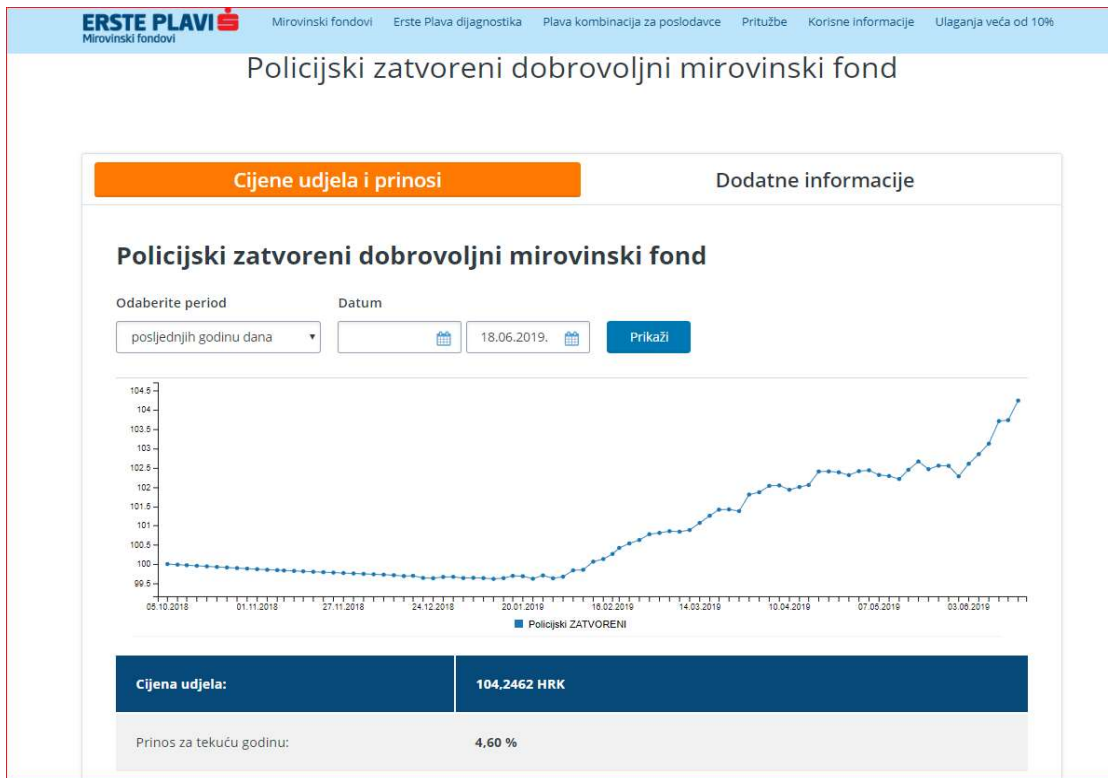 ERSTE PLAVI
Mirovinski fondovi
Mirovinski fondovi Erste Plava dijagnostika Plava kombinacija za poslodavce Pritužbe Korisne informacije Ulaganja veća od 10%
Policijski zatvoreni dobrovoljni mirovinski fond
Cijene udjela i prinosi Dodatne informacije
Policijski zatvoreni dobrovoljni mirovinski fond
Odaberite period Datum
posljednjih godinu dana 18.06.2019. Prikaži
104.5
104
103.5
103
102.5
102
101.5
101
100.5
100
99.5
05.10.2018 01.11.2018 27.11.2018 24.12.2018 20.01.2019 16.02.2019 14.03.2019 10.04.2019 07.05.2019 03.06.2019
Policijski ZATVORENI
Cijena udjela: 104,2462 HRK
Prinos za tekuću godinu: 4,60 %